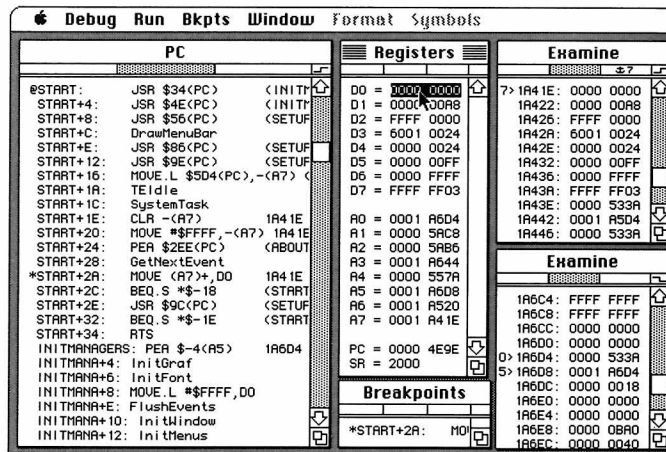 Debug Run Bkpts Window Format Symbols
PC
@START: JSR $34(PC) (INITM
START+4: JSR $4E(PC) (INITM
START+8: JSR $56(PC) (SETUF
START+C: DrawMenuBar
START+E: JSR $86(PC) (SETUF
START+12: JSR $9E(PC) (SETUF
START+16: MOVE.L $5D4(PC),-(A7) (
START+1A: TEIdle
START+1C: SystemTask
START+1E: CLR -(A7) 1A41E
START+20: MOVE #$FFFF,-(A7) 1A41E
START+24: PEA $2EE(PC) (ABOUT
START+28: GetNextEvent
*START+2A: MOVE (A7)+,D0 1A41E
START+2C: BEQ.S *$-18 (START
START+2E: JSR $9C(PC) (SETUF
START+32: BEQ.S *$-1E (START
START+34: RTS
INITMANAGERS: PEA $-4(A5) 1A6D4
INITMANA+4: InitGraf
INITMANA+6: InitFont
INITMANA+8: MOVE.L #$FFFF,D0
INITMANA+E: FlushEvents
INITMANA+10: InitWindow
INITMANA+12: InitMenus
Registers
D0 = 0000 0000
D1 = 0000 00A8
D2 = FFFF 0000
D3 = 6001 0024
D4 = 0000 0024
D5 = 0000 00FF
D6 = 0000 FFFF
D7 = FFFF FF03
A0 = 0001 A6D4
A1 = 0000 5AC8
A2 = 0000 5AB6
A3 = 0001 A644
A4 = 0000 557A
A5 = 0001 A6D8
A6 = 0001 A520
A7 = 0001 A41E
PC = 0000 4E9E
SR = 2000
Breakpoints
*START+2A: MO
Examine
7
7> 1A41E: 0000 0000
1A422: 0000 00A8
1A426: FFFF 0000
1A42A: 6001 0024
1A42E: 0000 0024
1A432: 0000 00FF
1A436: 0000 FFFF
1A43A: FFFF FF03
1A43E: 0000 533A
1A442: 0001 A5D4
1A446: 0000 533A
Examine
1A6C4: FFFF FFFF
1A6C8: FFFF FFFF
1A6CC: 0000 0000
1A6D0: 0000 0000
0> 1A6D4: 0000 533A
5> 1A6D8: 0001 A6D4
1A6DC: 0000 0018
1A6E0: 0000 0000
1A6E4: 0000 0000
1A6E8: 0000 0BA0
1A6EC: 0000 0040